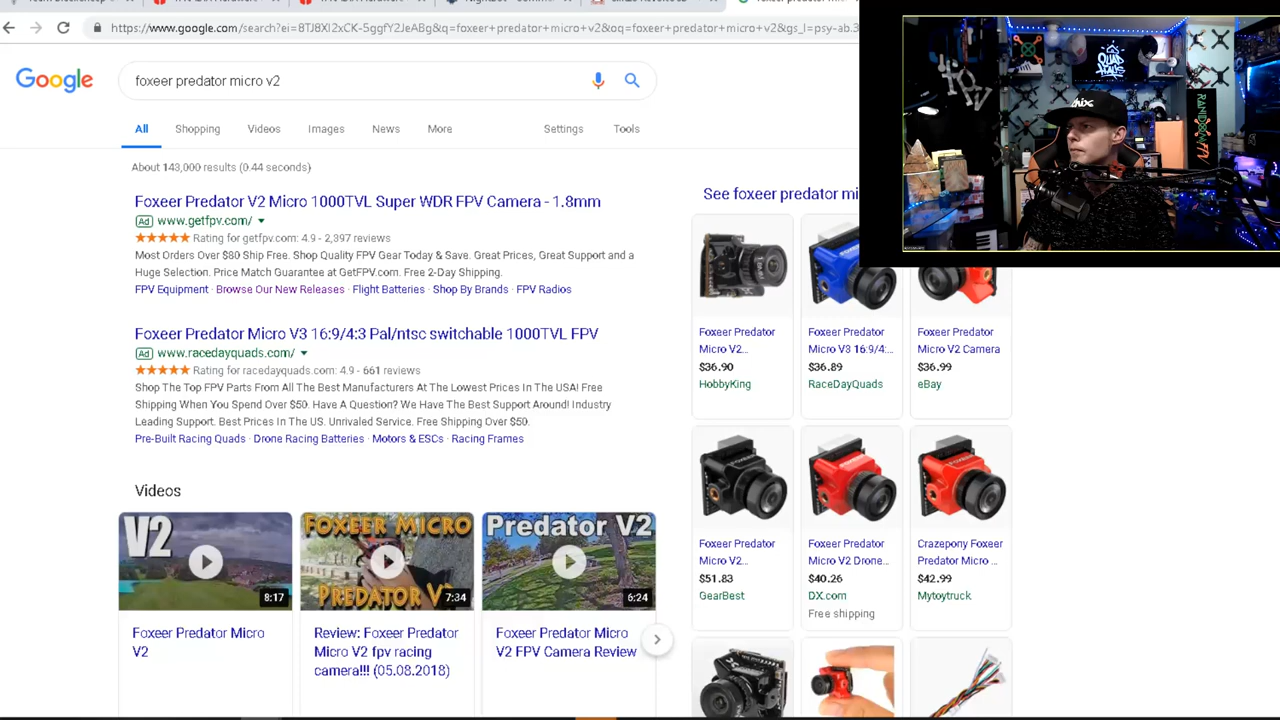 https://www.google.com/search?ei=8TJ8Xl2xCK-5ggfY2JeABg&q=foxeer+predator+micro+v2&oq=foxeer+predator+micro+v2&gs_l=psy-ab.3
Google
foxeer predator micro v2
All
Shopping
Videos
Images
News
More
Settings
Tools
About 143,000 results (0.44 seconds)
Foxeer Predator V2 Micro 1000TVL Super WDR FPV Camera - 1.8mm
Ad www.getfpv.com/
Rating for getfpv.com: 4.9 - 2,397 reviews
Most Orders Over $80 Ship Free. Shop Quality FPV Gear Today & Save. Great Prices, Great Support and a
Huge Selection. Price Match Guarantee at GetFPV.com. Free 2-Day Shipping.
FPV Equipment · Browse Our New Releases · Flight Batteries · Shop By Brands · FPV Radios
Foxeer Predator Micro V3 16:9/4:3 Pal/ntsc switchable 1000TVL FPV
Ad www.racedayquads.com/
Rating for racedayquads.com: 4.9 - 661 reviews
Shop The Top FPV Parts From All The Best Manufacturers At The Lowest Prices In The USA! Free
Shipping When You Spend Over $50. Have A Question? We Have The Best Support Around! Industry
Leading Support. Best Prices In The US. Unrivaled Service. Free Shipping Over $50.
Pre-Built Racing Quads · Drone Racing Batteries · Motors & ESCs · Racing Frames
Videos
V2
8:17
Foxeer Predator Micro
V2
FOXEER MICRO
PREDATOR V2
7:34
Review: Foxeer Predator
Micro V2 fpv racing
camera!!! (05.08.2018)
Predator V2
6:24
Foxeer Predator Micro
V2 FPV Camera Review
See foxeer predator mi
Foxeer Predator
Micro V2...
$36.90
HobbyKing
Foxeer Predator
Micro V3 16:9/4:...
$36.89
RaceDayQuads
Foxeer Predator
Micro V2 Camera
$36.99
eBay
Foxeer Predator
Micro V2...
$51.83
GearBest
Foxeer Predator
Micro V2 Drone...
$40.26
DX.com
Free shipping
Crazepony Foxeer
Predator Micro ...
$42.99
Mytoytruck
QUAD